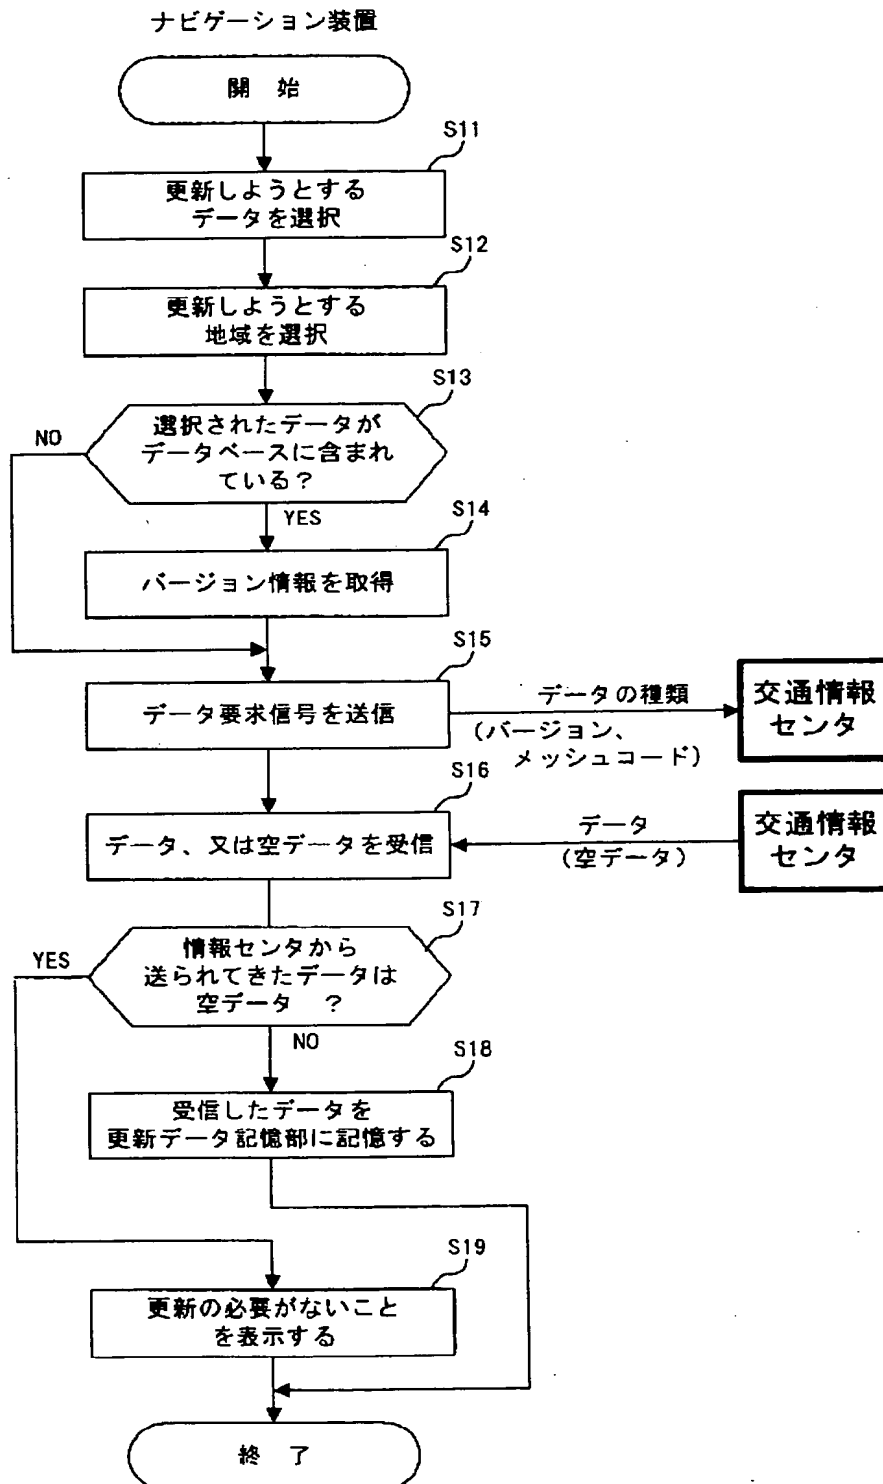 ナビゲーション装置
開 始
S11
更新しようとする
データを選択
S12
更新しようとする
地域を選択
S13
選択されたデータが
データベースに含まれ
ている?
NO
YES
S14
バージョン情報を取得
S15
データ要求信号を送信
データの種類
(バージョン、
メッシュコード)
交通情報
センタ
S16
データ、又は空データを受信
データ
(空データ)
交通情報
センタ
S17
情報センタから
送られてきたデータは
空データ ?
YES
NO
S18
受信したデータを
更新データ記憶部に記憶する
S19
更新の必要がないこと
を表示する
終 了